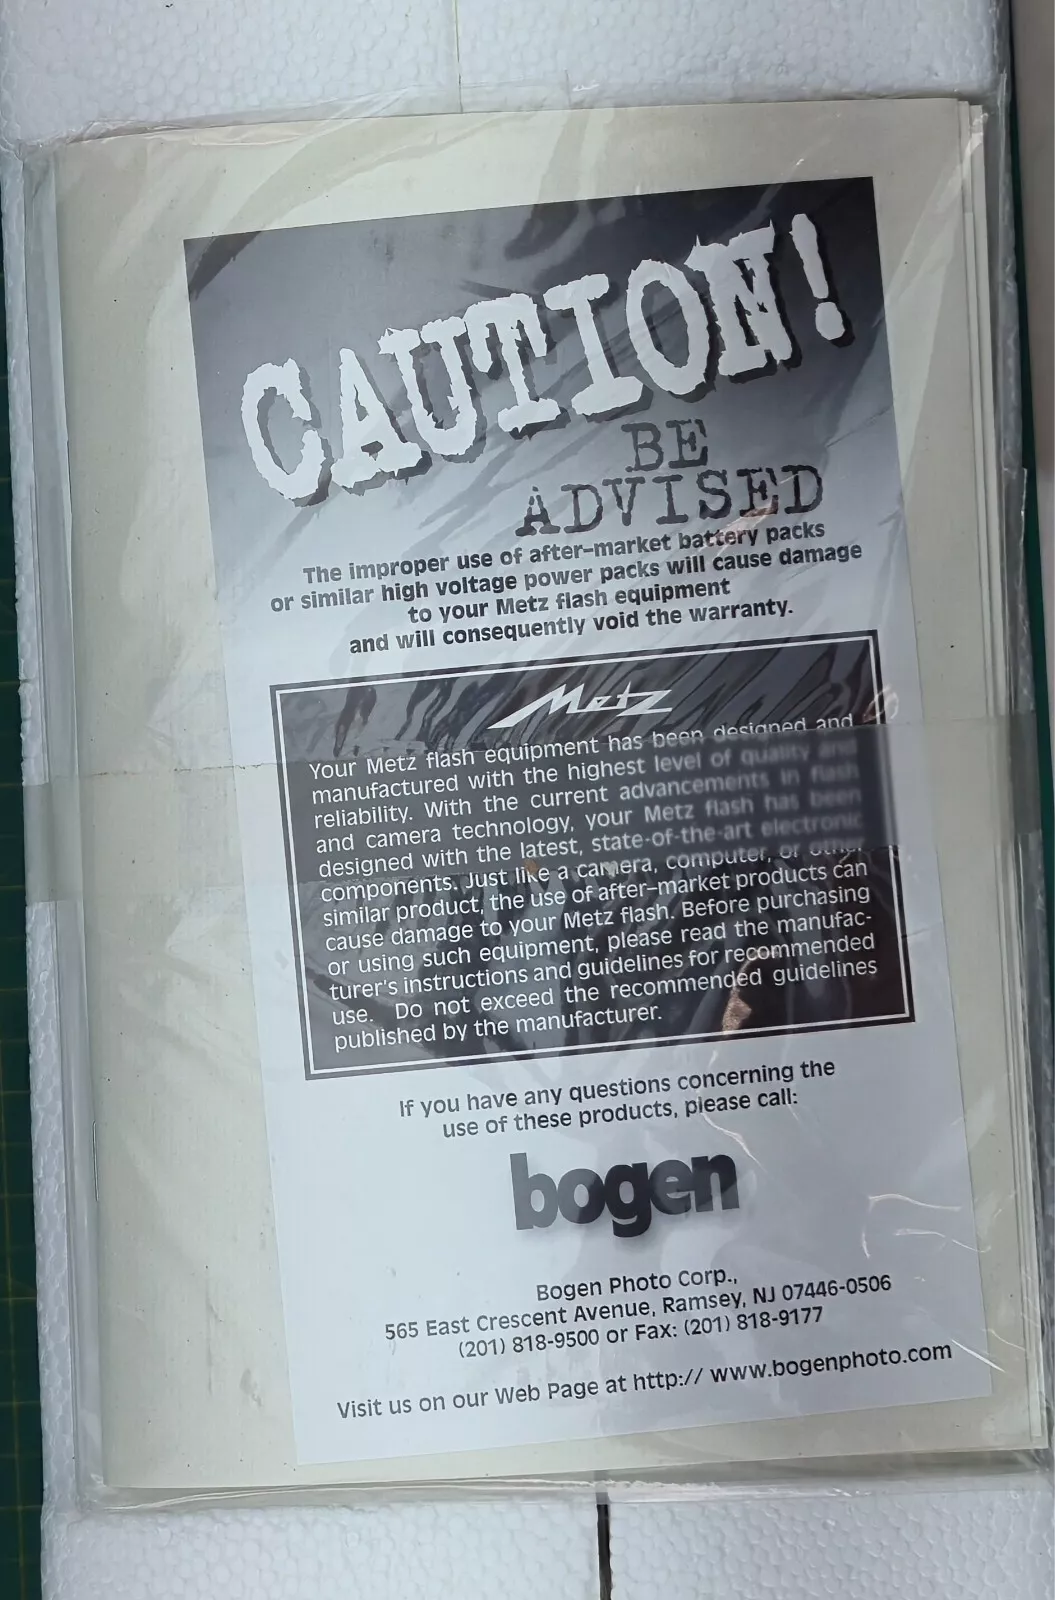 CAUTION!
BE
ADVISED
The improper use of after-market battery packs
or similar high voltage power packs will cause damage
to your Metz flash equipment
and will consequently void the warranty.
Metz
Your Metz flash equipment has been designed and
manufactured with the highest level of quality and
reliability. With the current advancements in flash
and camera technology, your Metz flash has been
designed with the latest, state-of-the-art electronic
components. Just like a camera, computer, or other
similar product, the use of after-market products can
cause damage to your Metz flash. Before purchasing
or using such equipment, please read the manufac-
turer's instructions and guidelines for recommended
use. Do not exceed the recommended guidelines
published by the manufacturer.
If you have any questions concerning the
use of these products, please call:
bogen
Bogen Photo Corp.,
565 East Crescent Avenue, Ramsey, NJ 07446-0506
(201) 818-9500 or Fax: (201) 818-9177
Visit us on our Web Page at http:// www.bogenphoto.com